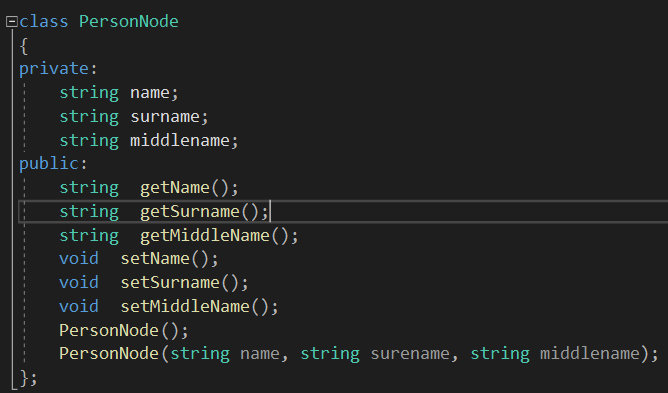 class PersonNode
{
private:
    string name;
    string surname;
    string middlename;
public:
    string  getName();
    string  getSurname();
    string  getMiddleName();
    void  setName();
    void  setSurname();
    void  setMiddleName();
    PersonNode();
    PersonNode(string name, string surename, string middlename);
};